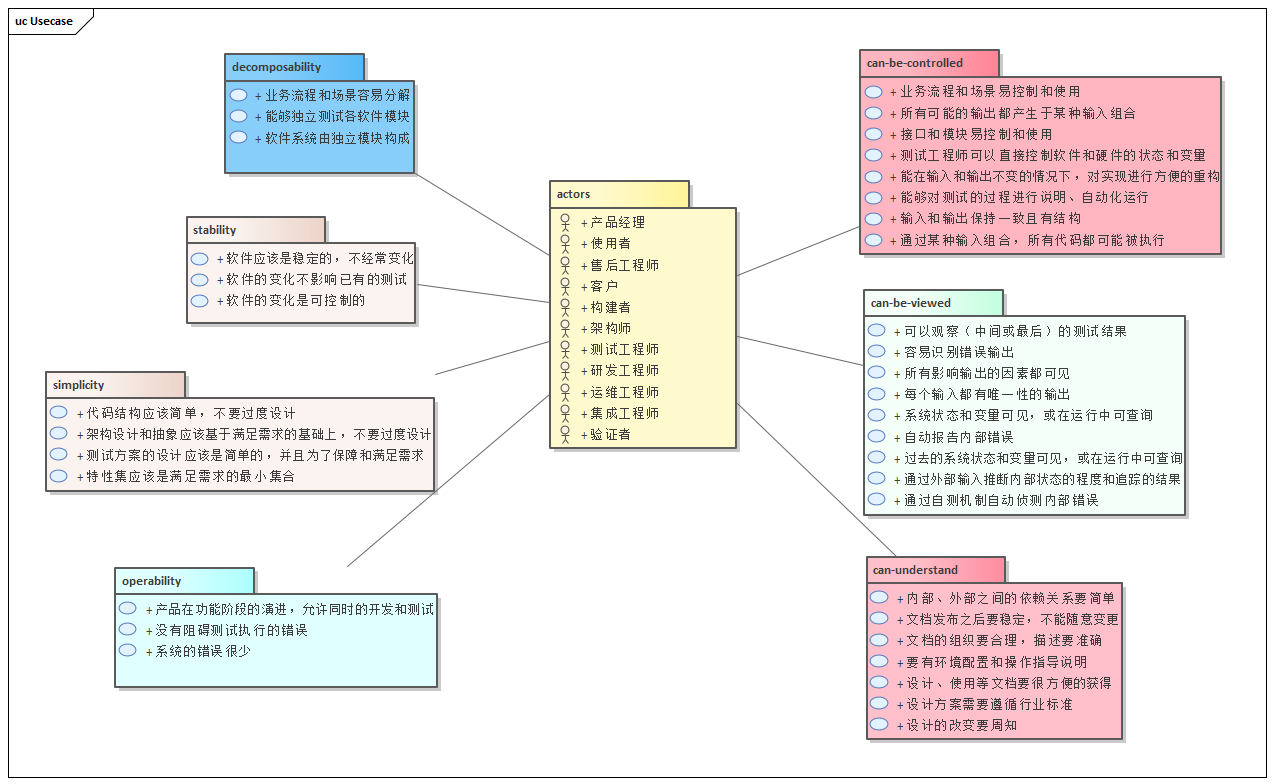 uc Usecase
decomposability
+ 业务流程和场景容易分解
+ 能够独立测试各软件模块
+ 软件系统由独立模块构成
stability
+ 软件应该是稳定的，不经常变化
+ 软件的变化不影响已有的测试
+ 软件的变化是可控制的
simplicity
+ 代码结构应该简单，不要过度设计
+ 架构设计和抽象应该基于满足需求的基础上，不要过度设计
+ 测试方案的设计应该是简单的，并且为了保障和满足需求
+ 特性集应该是满足需求的最小集合
operability
+ 产品在功能阶段的演进，允许同时的开发和测试
+ 没有阻碍测试执行的错误
+ 系统的错误很少
actors
+ 产品经理
+ 使用者
+ 售后工程师
+ 客户
+ 构建者
+ 架构师
+ 测试工程师
+ 研发工程师
+ 运维工程师
+ 集成工程师
+ 验证者
can-be-controlled
+ 业务流程和场景易控制和使用
+ 所有可能的输出都产生于某种输入组合
+ 接口和模块易控制和使用
+ 测试工程师可以直接控制软件和硬件的状态和变量
+ 能在输入和输出不变的情况下，对实现进行方便的重构
+ 能够对测试的过程进行说明、自动化运行
+ 输入和输出保持一致且有结构
+ 通过某种输入组合，所有代码都可能被执行
can-be-viewed
+ 可以观察（中间或最后）的测试结果
+ 容易识别错误输出
+ 所有影响输出的因素都可见
+ 每个输入都有唯一性的输出
+ 系统状态和变量可见，或在运行中可查询
+ 自动报告内部错误
+ 过去的系统状态和变量可见，或在运行中可查询
+ 通过外部输入推断内部状态的程度和追踪的结果
+ 通过自测机制自动侦测内部错误
can-understand
+ 内部、外部之间的依赖关系要简单
+ 文档发布之后要稳定，不能随意变更
+ 文档的组织要合理，描述要准确
+ 要有环境配置和操作指导说明
+ 设计、使用等文档要很方便的获得
+ 设计方案需要遵循行业标准
+ 设计的改变要周知